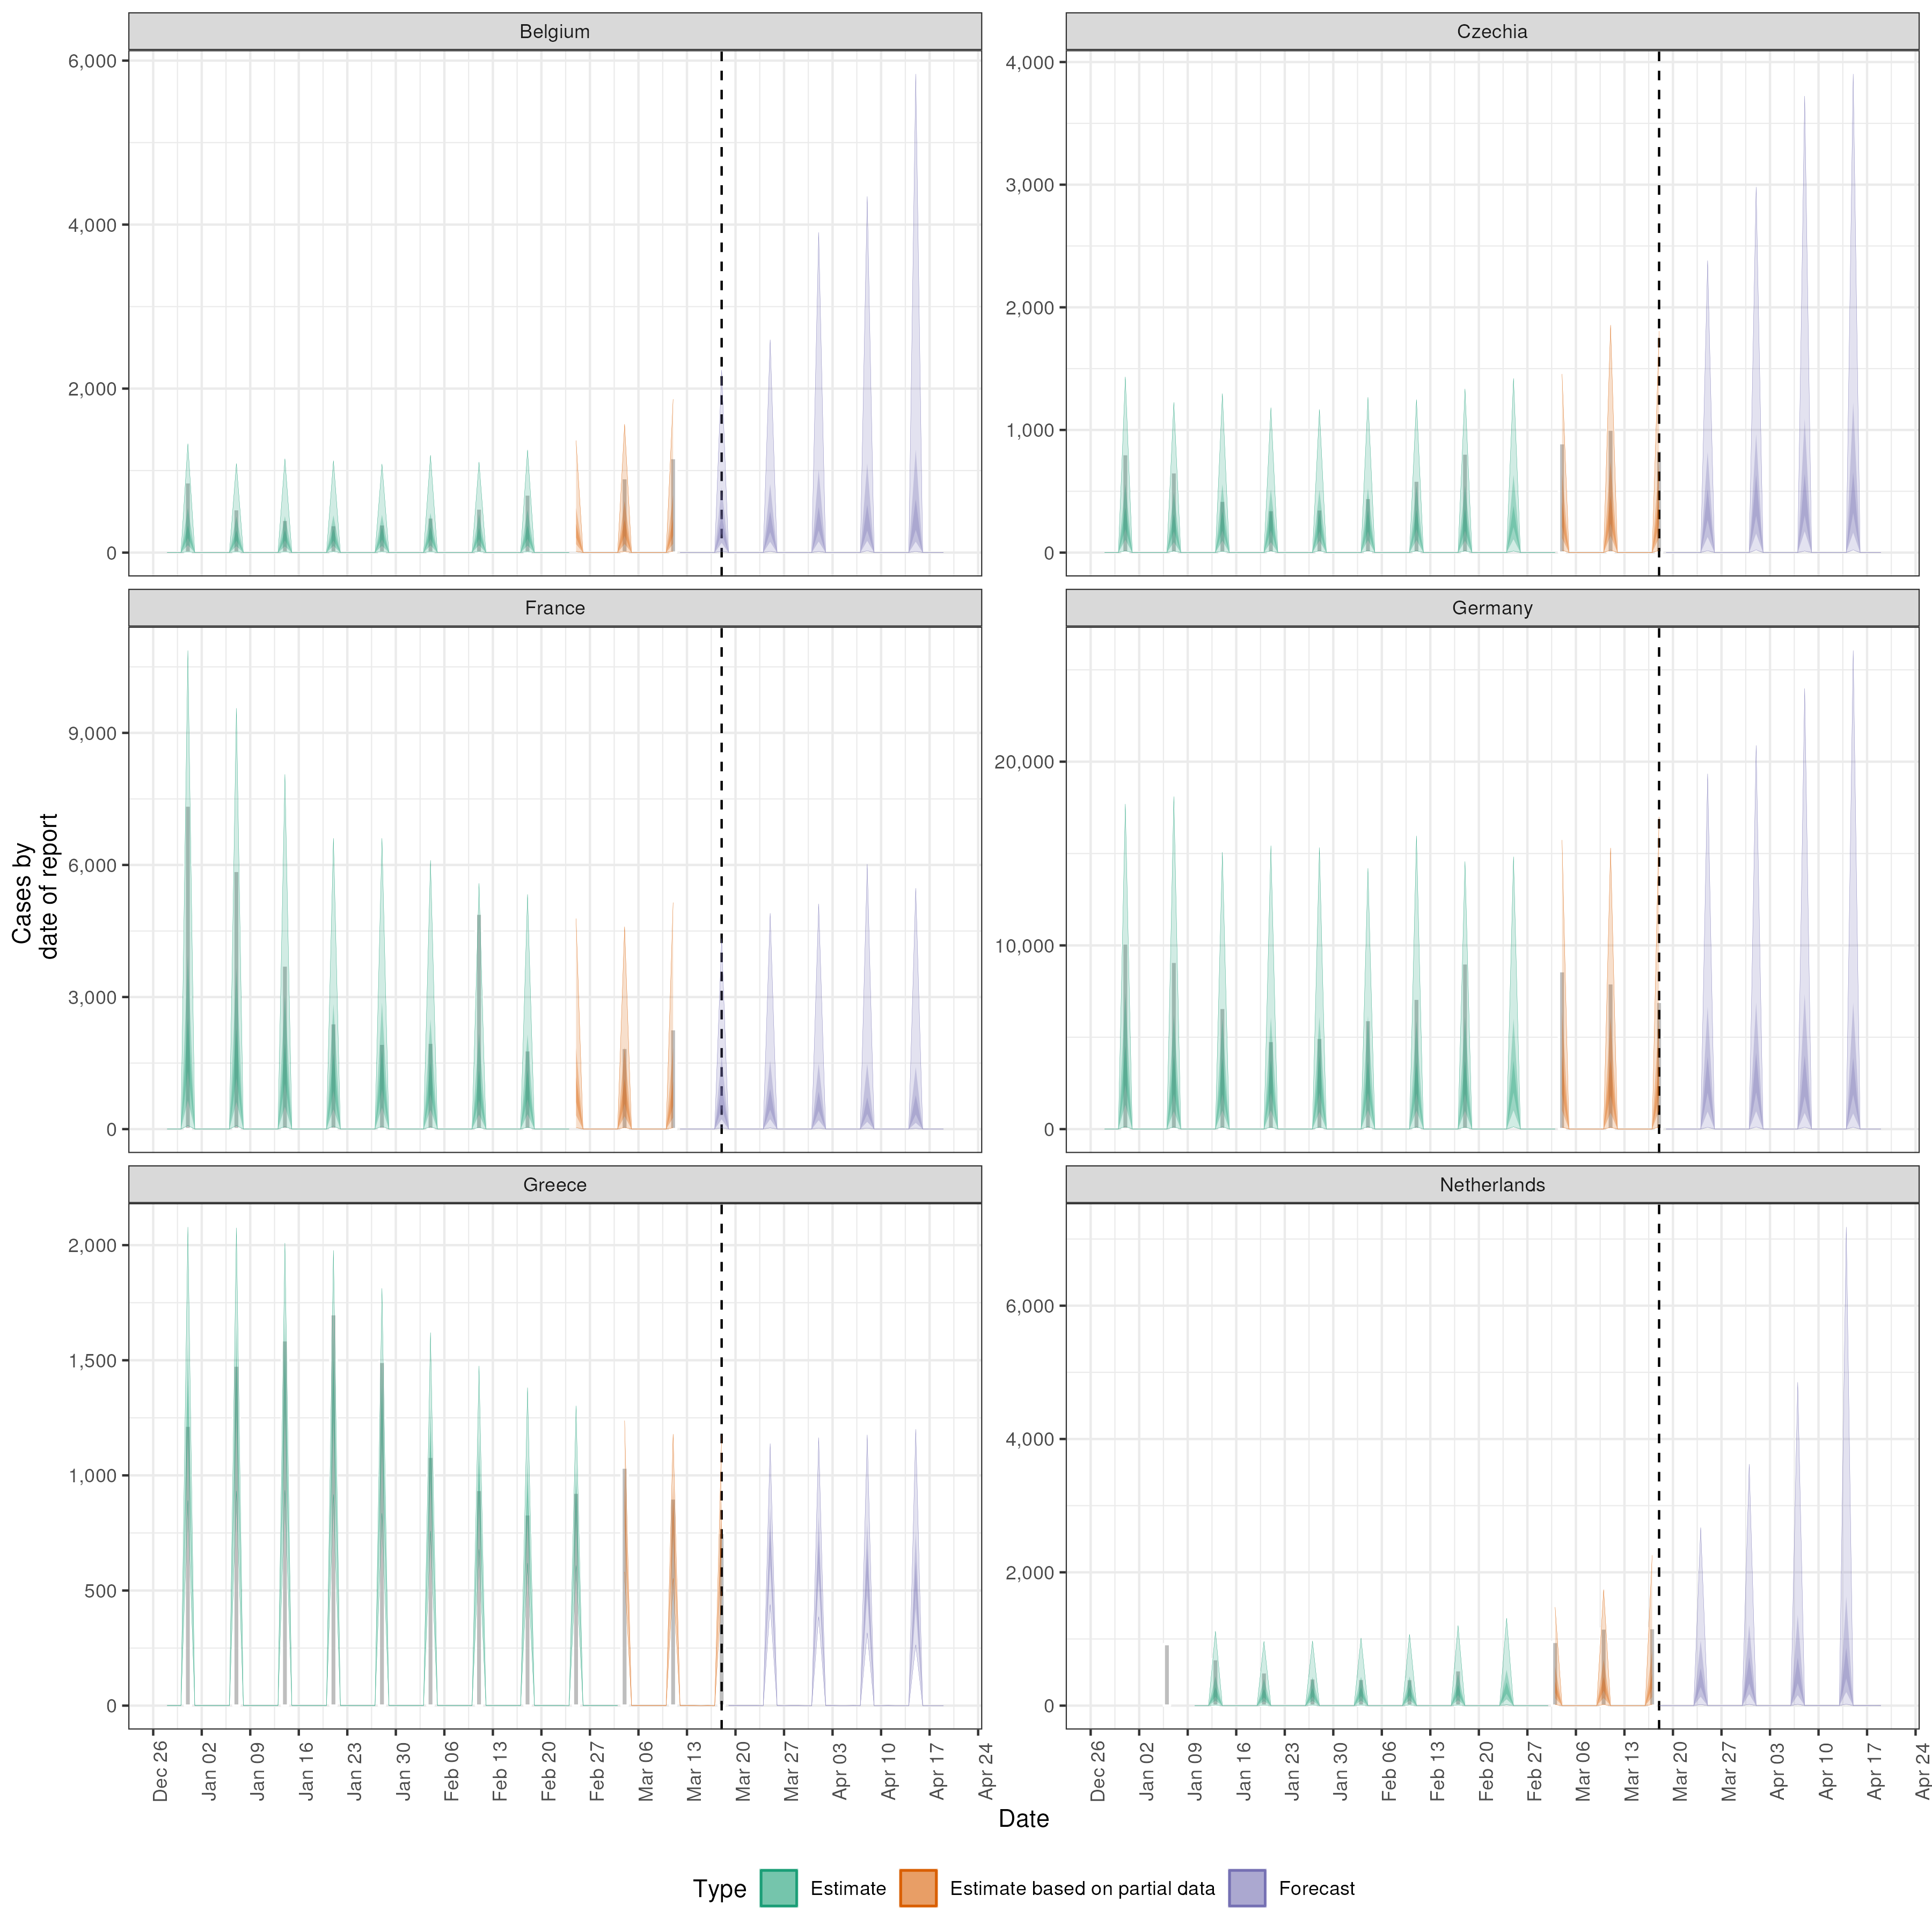 Belgium
Czechia
6,000
4,000
2,000
0
4,000
3,000
2,000
1,000
0
France
Germany
9,000
6,000
3,000
0
20,000
10,000
0
Greece
Netherlands
2,000
1,500
1,000
500
0
6,000
4,000
2,000
0
Cases by
date of report
Dec 26
Jan 02
Jan 09
Jan 16
Jan 23
Jan 30
Feb 06
Feb 13
Feb 20
Feb 27
Mar 06
Mar 13
Mar 20
Mar 27
Apr 03
Apr 10
Apr 17
Apr 24
Dec 26
Jan 02
Jan 09
Jan 16
Jan 23
Jan 30
Feb 06
Feb 13
Feb 20
Feb 27
Mar 06
Mar 13
Mar 20
Mar 27
Apr 03
Apr 10
Apr 17
Apr 24
Date
Type Estimate Estimate based on partial data Forecast